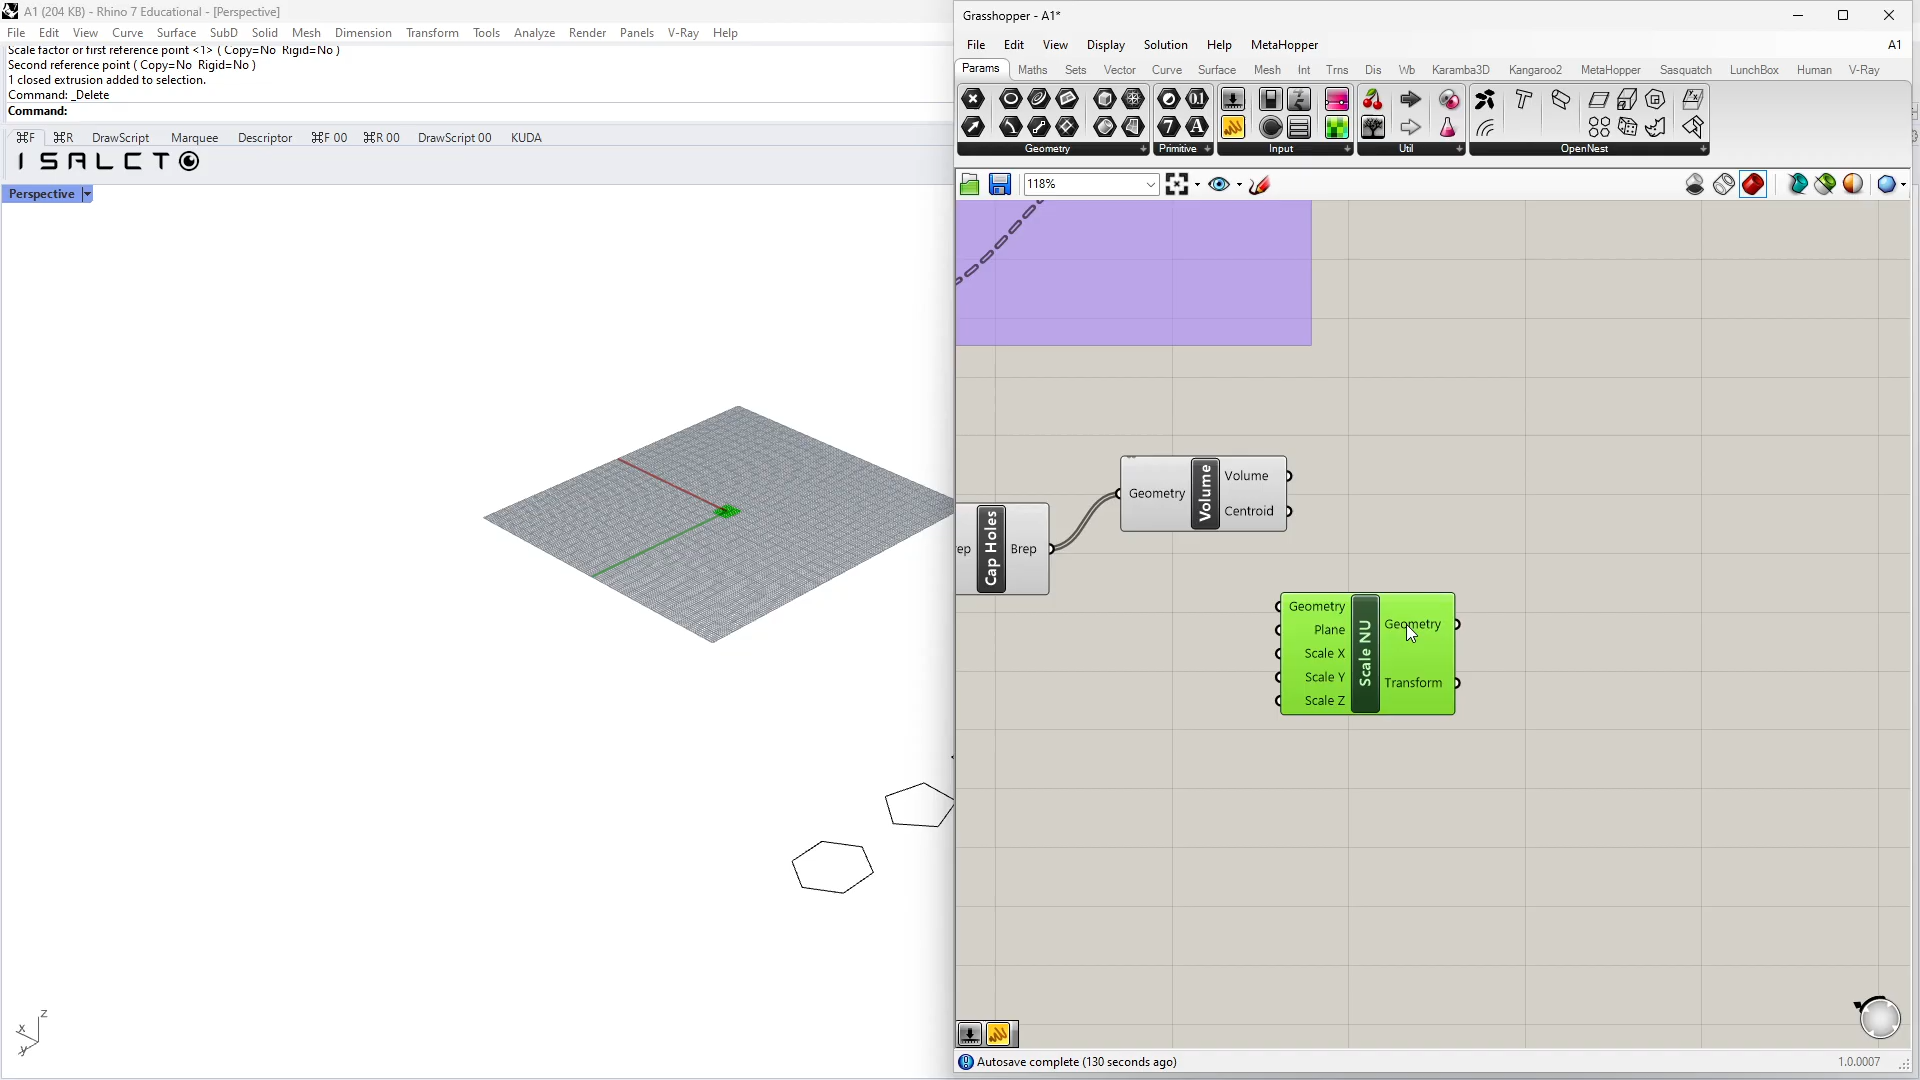 A1 (204 KB) - Rhino 7 Educational - [Perspective]
File Edit View Curve Surface SubD Solid Mesh Dimension Transform Tools Analyze Render Panels V-Ray Help
Scale factor or first reference point <1> ( Copy=No Rigid=No )
Second reference point ( Copy=No Rigid=No )
1 closed extrusion added to selection.
Command: _Delete
Command:
⌘F ⌘R DrawScript Marquee Descriptor ⌘F 00 ⌘R 00 DrawScript 00 KUDA
I S A L C T
Perspective
z
x
y
Grasshopper - A1*
File Edit View Display Solution Help MetaHopper A1
Params Maths Sets Vector Curve Surface Mesh Int Trns Dis Wb Karamba3D Kangaroo2 MetaHopper Sasquatch LunchBox Human V-Ray
Geometry Primitive Input Util OpenNest
118%
Geometry Volume Volume
Centroid
ep Cap Holes Brep
Geometry
Plane
Scale X
Scale Y
Scale Z
Scale NU
Geometry
Transform
Autosave complete (130 seconds ago)
1.0.0007